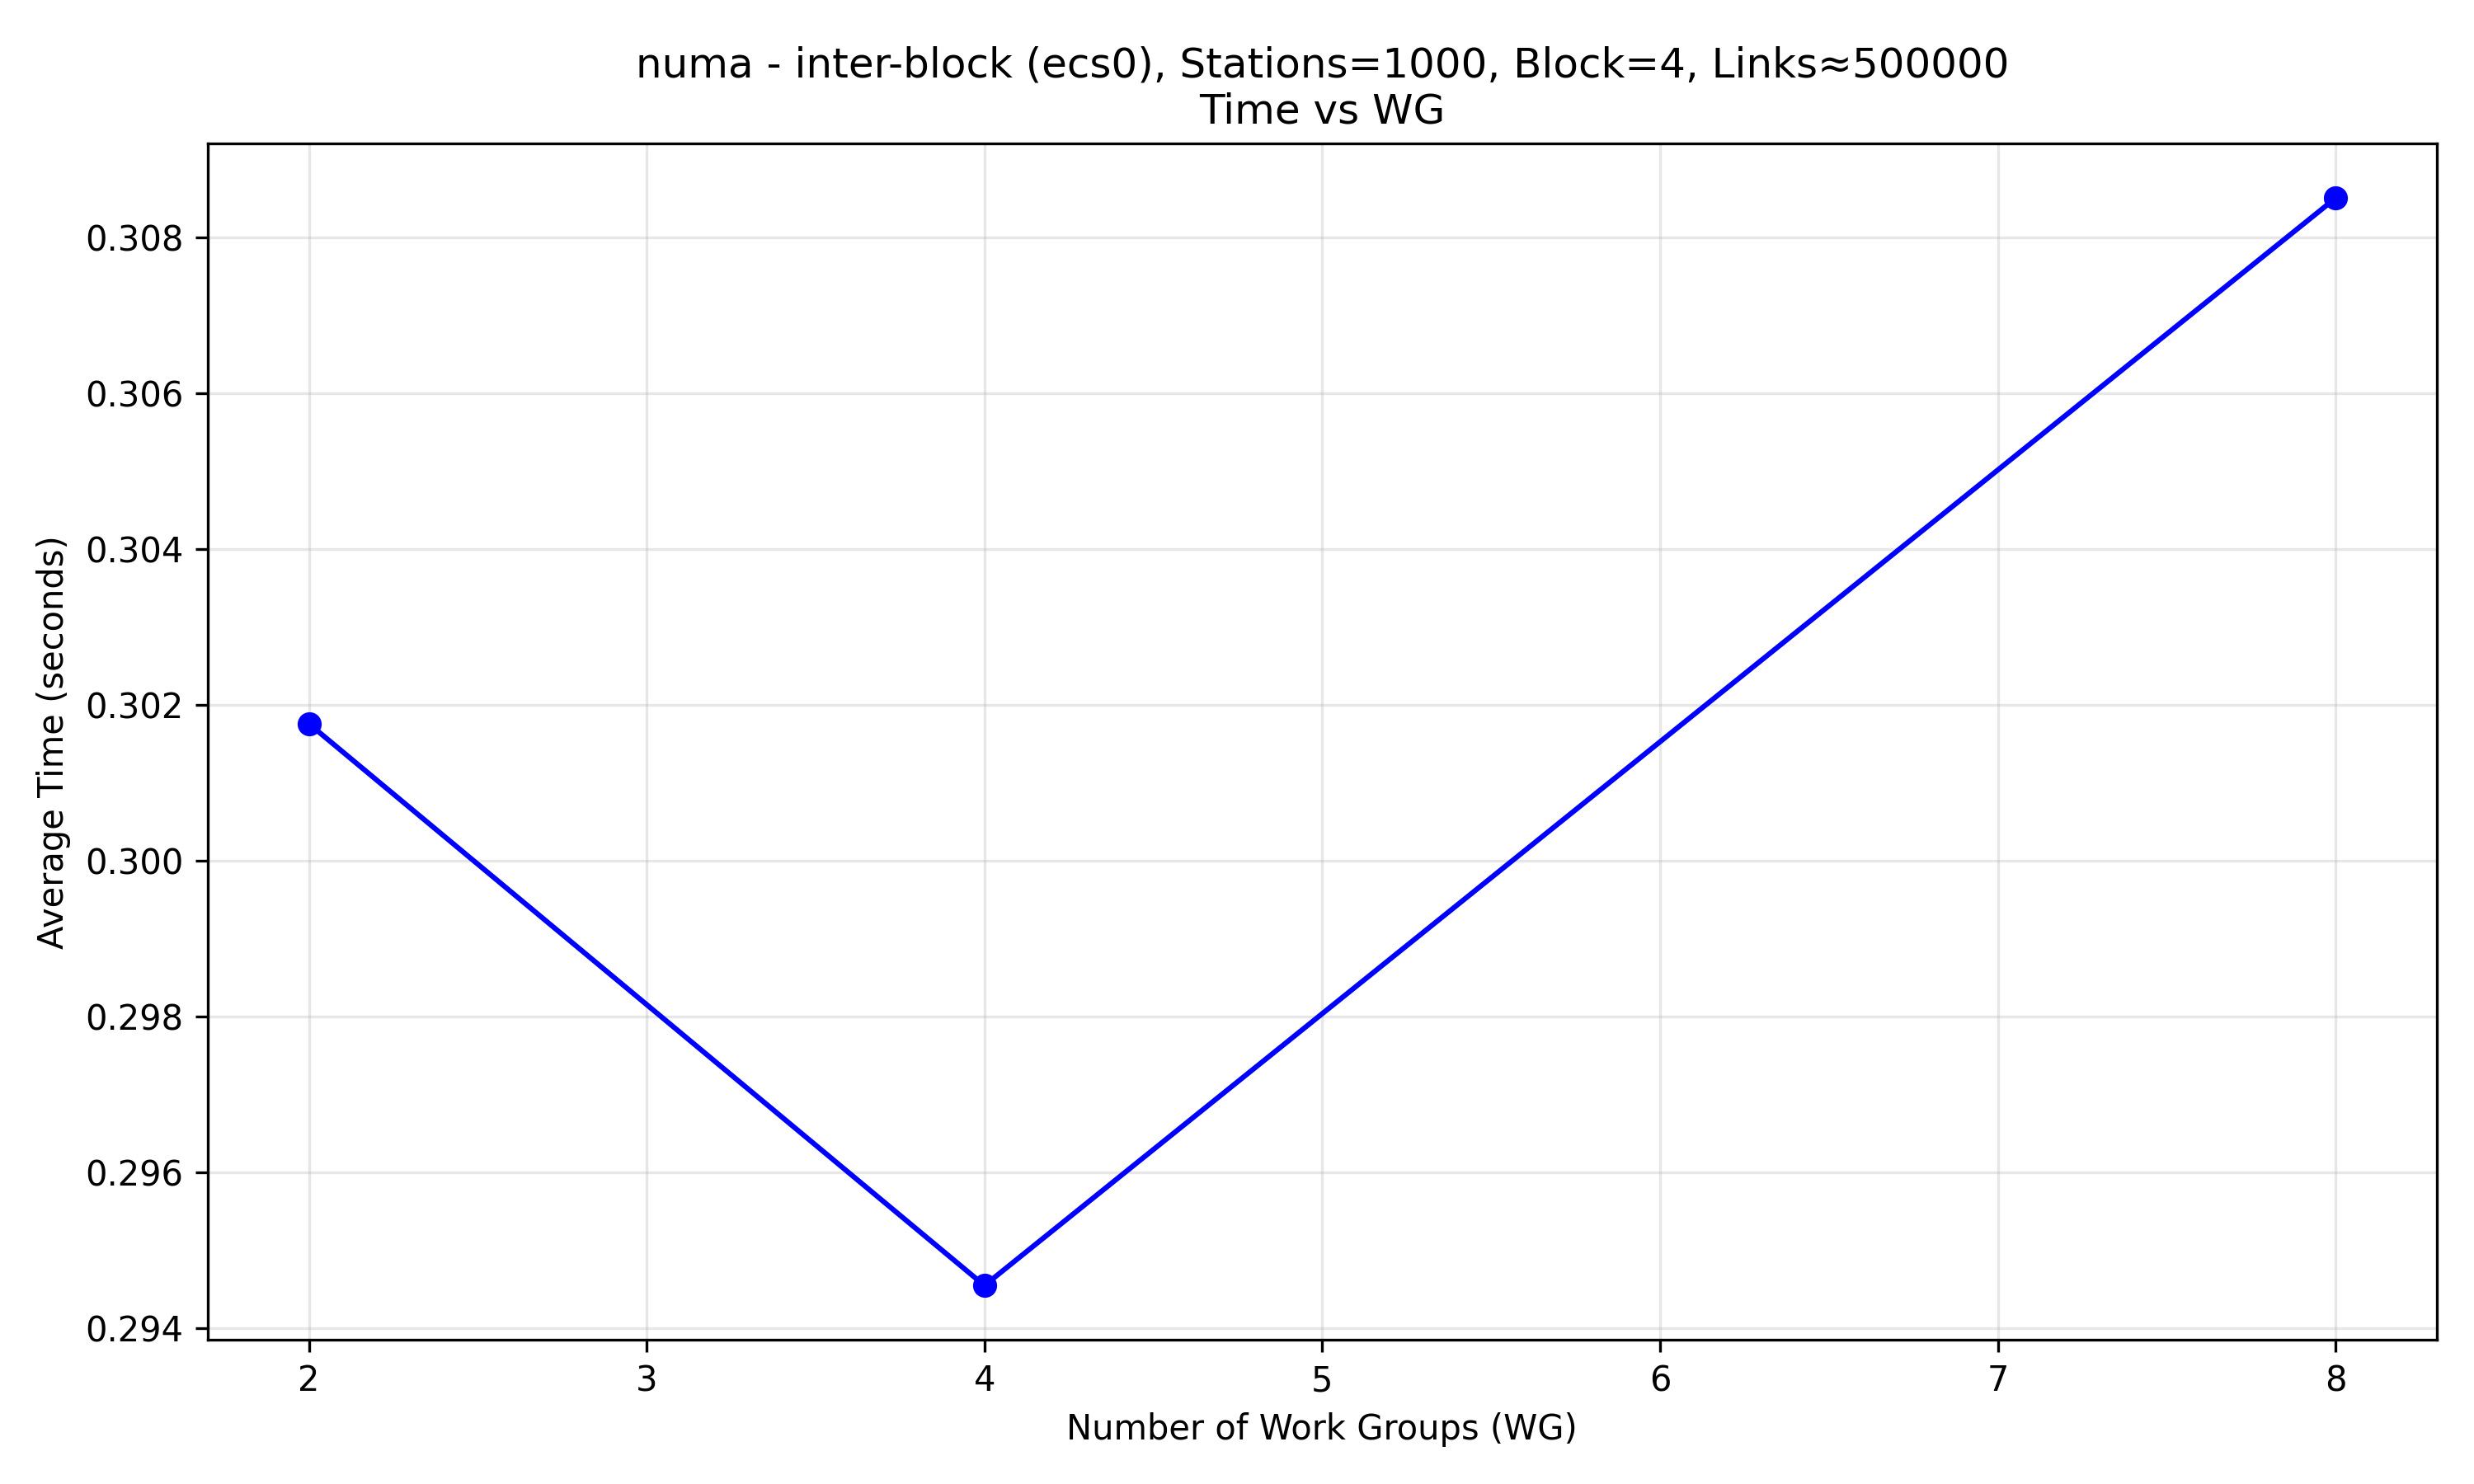 numa - inter-block (ecs0), Stations=1000, Block=4, Links≈500000
Time vs WG
Average Time (seconds)
0.308
0.306
0.304
0.302
0.300
0.298
0.296
0.294
2 3 4 5 6 7 8
Number of Work Groups (WG)